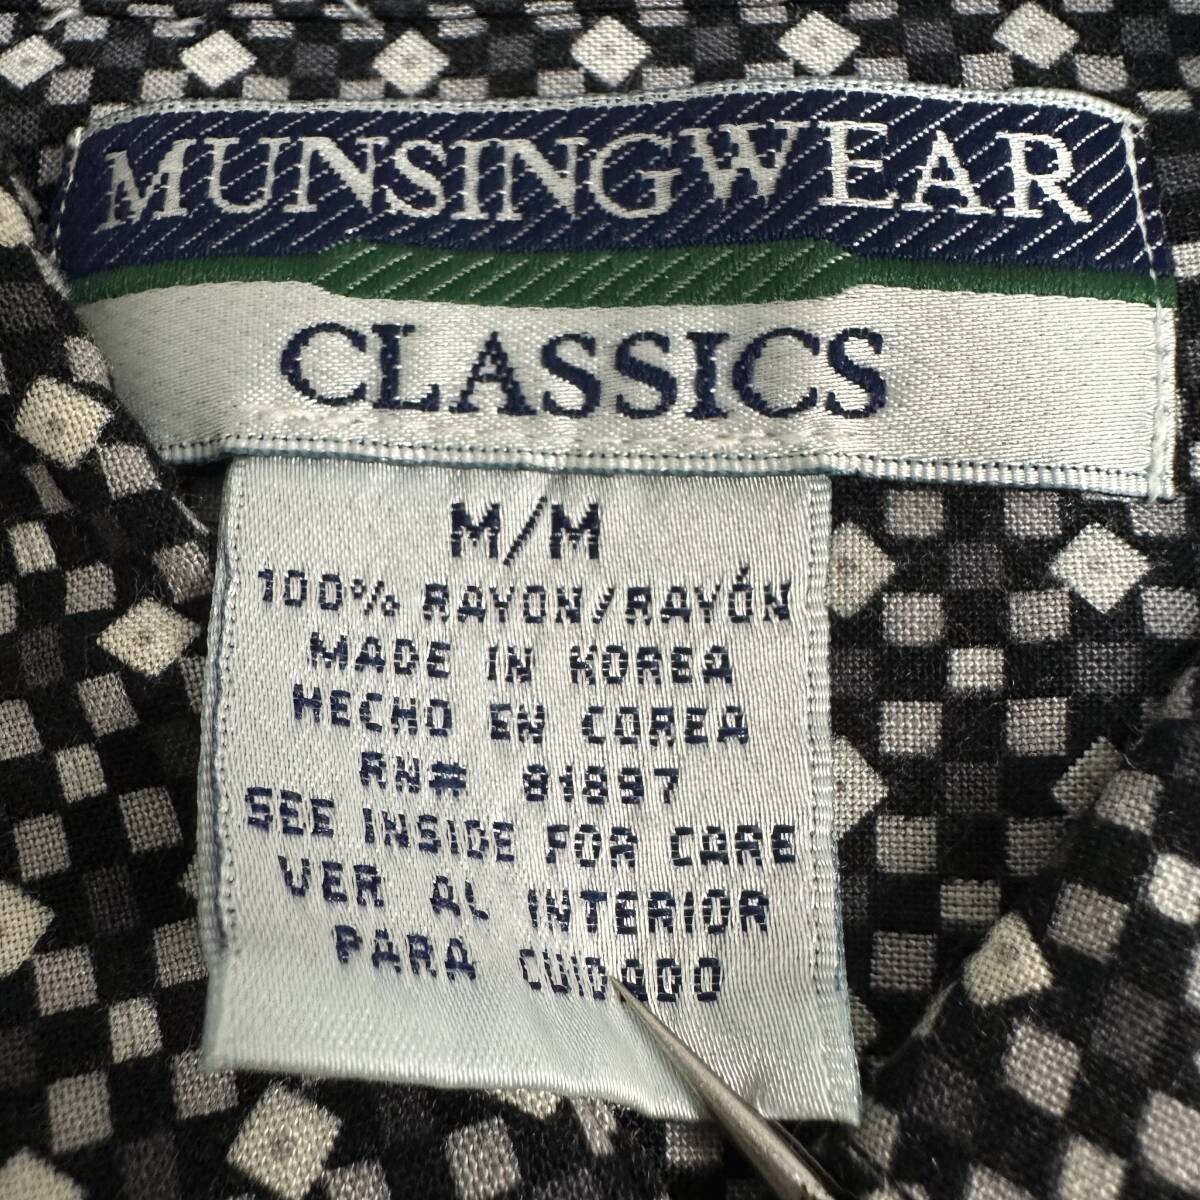 MUNSINGWEAR
CLASSICS
M/M
100% RAYON/RAYÓN
MADE IN KOREA
HECHO EN COREA
RN# 81897
SEE INSIDE FOR CARE
VER AL INTERIOR
PARA CUIDADO